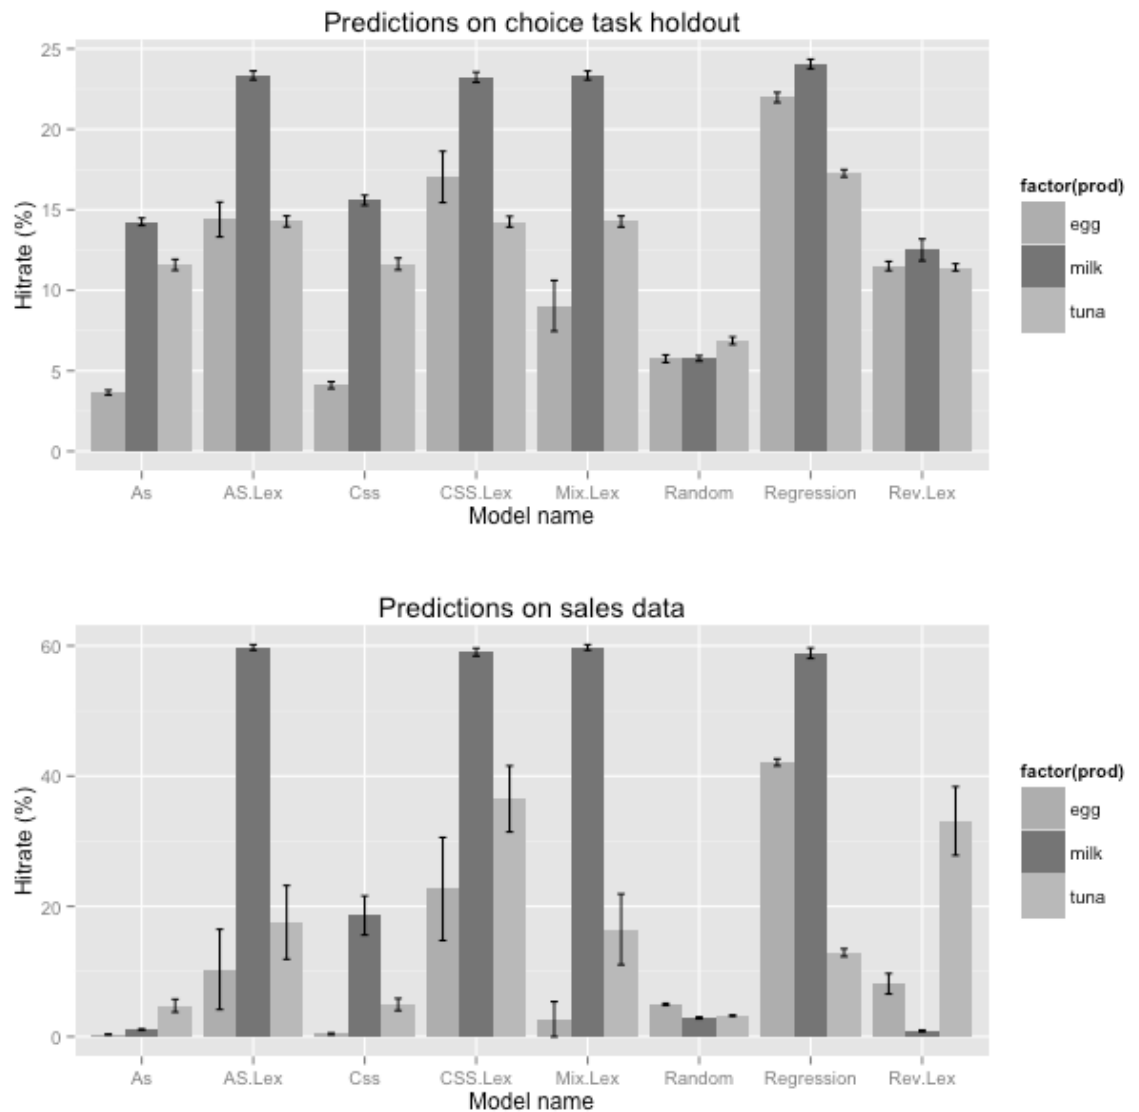 Predictions on choice task holdout
25
20
15
10
5
0
Hitrate (%)
As AS.Lex Css CSS.Lex Mix.Lex Random Regression Rev.Lex
Model name
factor(prod)
egg
milk
tuna
Predictions on sales data
60
40
20
0
Hitrate (%)
As AS.Lex Css CSS.Lex Mix.Lex Random Regression Rev.Lex
Model name
factor(prod)
egg
milk
tuna